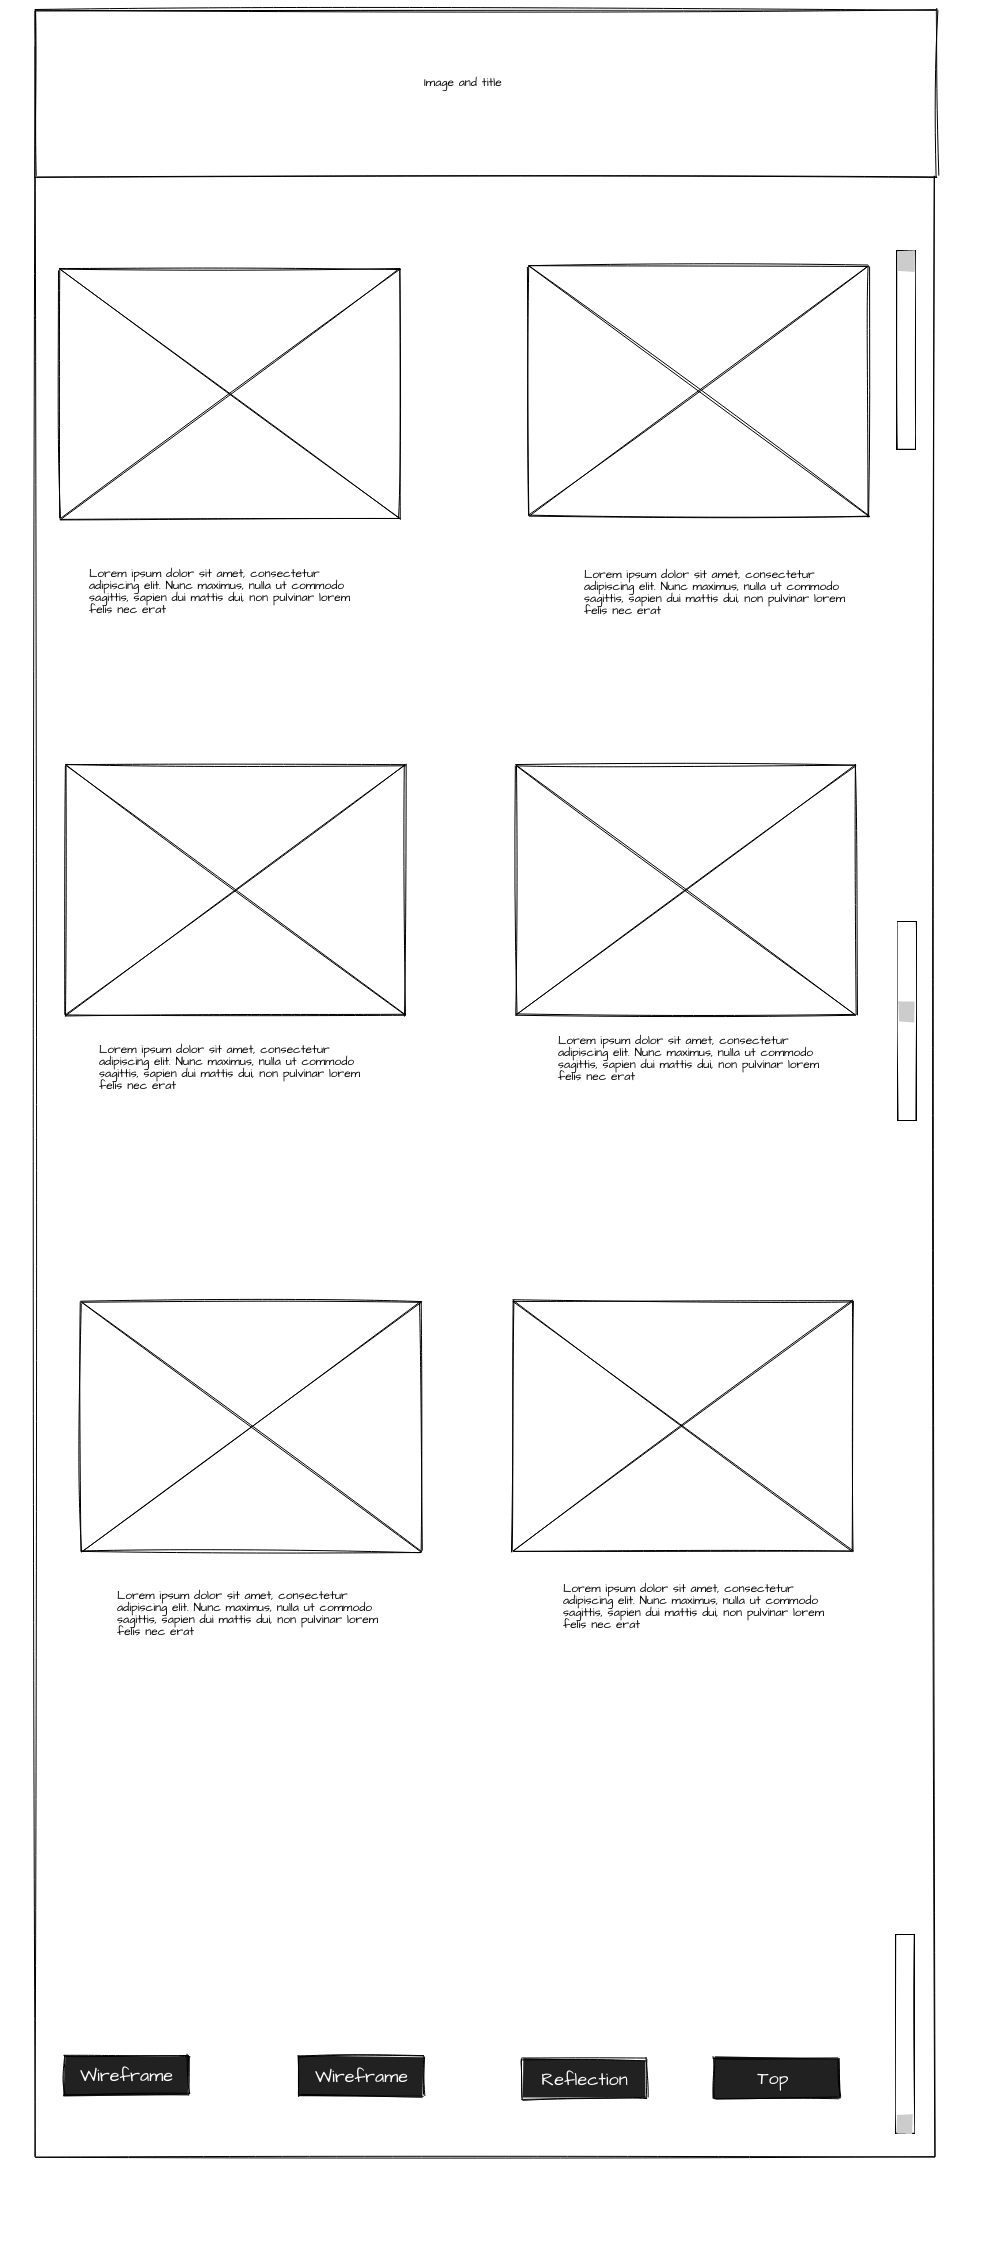 Image and title
Lorem ipsum dolor sit amet, consectetur
adipiscing elit. Nunc maximus, nulla ut commodo
sagittis, sapien dui mattis dui, non pulvinar lorem
felis nec erat
Lorem ipsum dolor sit amet, consectetur
adipiscing elit. Nunc maximus, nulla ut commodo
sagittis, sapien dui mattis dui, non pulvinar lorem
felis nec erat
Lorem ipsum dolor sit amet, consectetur
adipiscing elit. Nunc maximus, nulla ut commodo
sagittis, sapien dui mattis dui, non pulvinar lorem
felis nec erat
Lorem ipsum dolor sit amet, consectetur
adipiscing elit. Nunc maximus, nulla ut commodo
sagittis, sapien dui mattis dui, non pulvinar lorem
felis nec erat
Lorem ipsum dolor sit amet, consectetur
adipiscing elit. Nunc maximus, nulla ut commodo
sagittis, sapien dui mattis dui, non pulvinar lorem
felis nec erat
Lorem ipsum dolor sit amet, consectetur
adipiscing elit. Nunc maximus, nulla ut commodo
sagittis, sapien dui mattis dui, non pulvinar lorem
felis nec erat
Wireframe
Wireframe
Reflection
Top